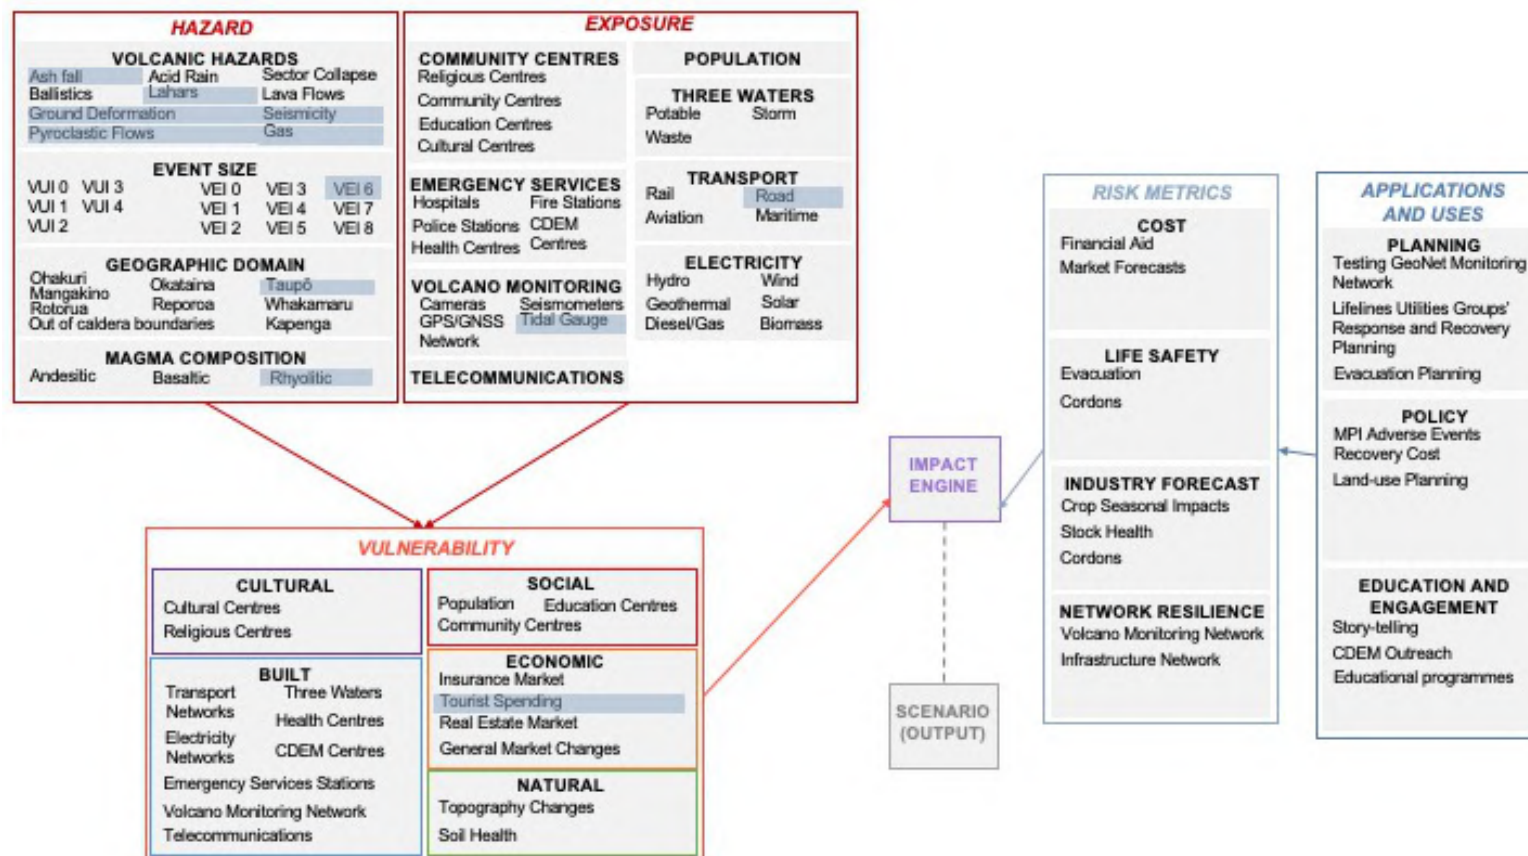 HAZARD
VOLCANIC HAZARDS
Ash fall Acid Rain Sector Collapse
Ballistics Lahars Lava Flows
Ground Deformation Seismicity
Pyroclastic Flows Gas
EVENT SIZE
VUI 0 VUI 3 VEI 0 VEI 3 VEI 6
VUI 1 VUI 4 VEI 1 VEI 4 VEI 7
VUI 2 VEI 2 VEI 5 VEI 8
GEOGRAPHIC DOMAIN
Ohakuri Okataina Taupō
Mangakino
Rotorua Reporoa Whakamaru
Out of caldera boundaries Kapenga
MAGMA COMPOSITION
Andesitic Basaltic Rhyolitic
EXPOSURE
COMMUNITY CENTRES
Religious Centres
Community Centres
Education Centres
Cultural Centres
EMERGENCY SERVICES
Hospitals Fire Stations
Police Stations CDEM
Health Centres Centres
VOLCANO MONITORING
Cameras Seismometers
GPS/GNSS Tidal Gauge
Network
TELECOMMUNICATIONS
POPULATION
THREE WATERS
Potable Storm
Waste
TRANSPORT
Rail Road
Aviation Maritime
ELECTRICITY
Hydro Wind
Geothermal Solar
Diesel/Gas Biomass
VULNERABILITY
CULTURAL
Cultural Centres
Religious Centres
SOCIAL
Population Education Centres
Community Centres
BUILT
Transport Three Waters
Networks
Health Centres
Electricity
Networks CDEM Centres
Emergency Services Stations
Volcano Monitoring Network
Telecommunications
ECONOMIC
Insurance Market
Tourist Spending
Real Estate Market
General Market Changes
NATURAL
Topography Changes
Soil Health
IMPACT
ENGINE
SCENARIO
(OUTPUT)
RISK METRICS
COST
Financial Aid
Market Forecasts
LIFE SAFETY
Evacuation
Cordons
INDUSTRY FORECAST
Crop Seasonal Impacts
Stock Health
Cordons
NETWORK RESILIENCE
Volcano Monitoring Network
Infrastructure Network
APPLICATIONS
AND USES
PLANNING
Testing GeoNet Monitoring
Network
Lifelines Utilities Groups'
Response and Recovery
Planning
Evacuation Planning
POLICY
MPI Adverse Events
Recovery Cost
Land-use Planning
EDUCATION AND
ENGAGEMENT
Story-telling
CDEM Outreach
Educational programmes